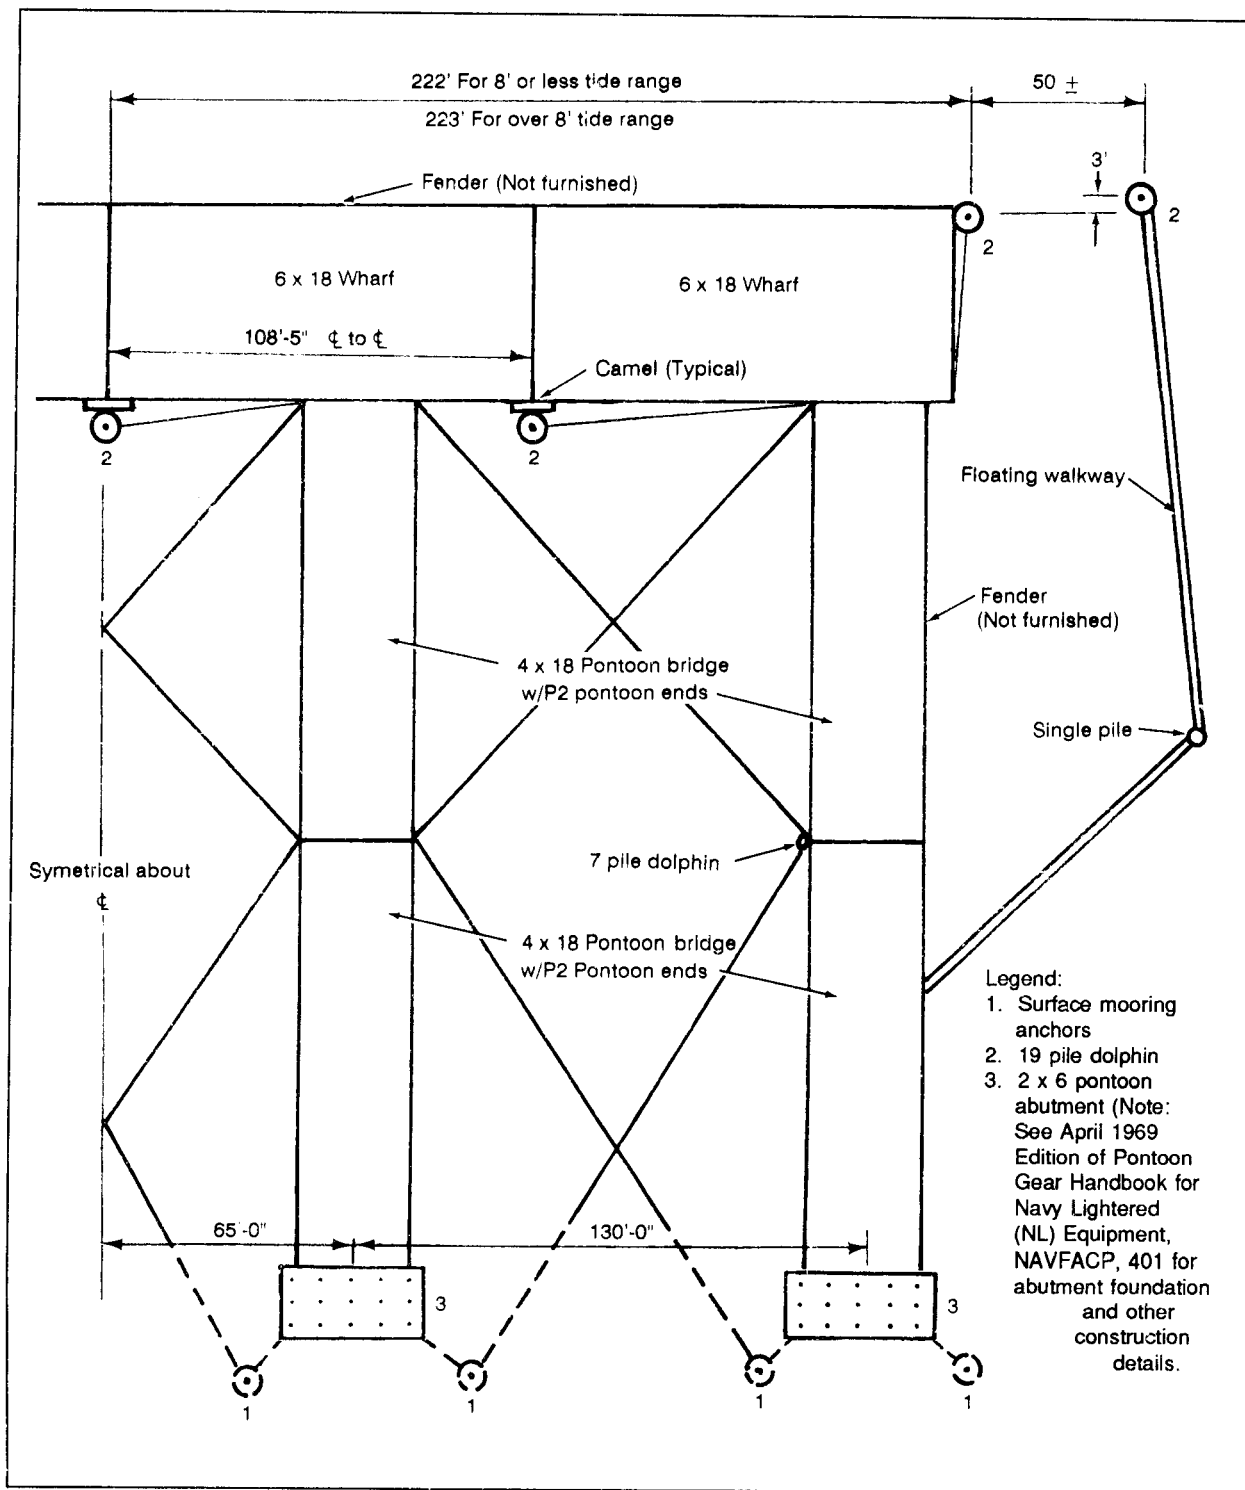 222' For 8' or less tide range
50 ±
223' For over 8' tide range
3'
Fender (Not furnished)
2
2
6 x 18 Wharf
6 x 18 Wharf
108'-5" ℄ to ℄
Camel (Typical)
2
2
Floating walkway
Fender
(Not furnished)
4 x 18 Pontoon bridge
w/P2 pontoon ends
Single pile
7 pile dolphin
Symetrical about
℄
4 x 18 Pontoon bridge
w/P2 Pontoon ends
Legend:
1. Surface mooring
anchors
2. 19 pile dolphin
3. 2 x 6 pontoon
abutment (Note:
See April 1969
Edition of Pontoon
Gear Handbook for
Navy Lightered
(NL) Equipment,
NAVFACP, 401 for
abutment foundation
and other
construction
details.
65'-0"
130'-0"
3
3
1
1
1
1